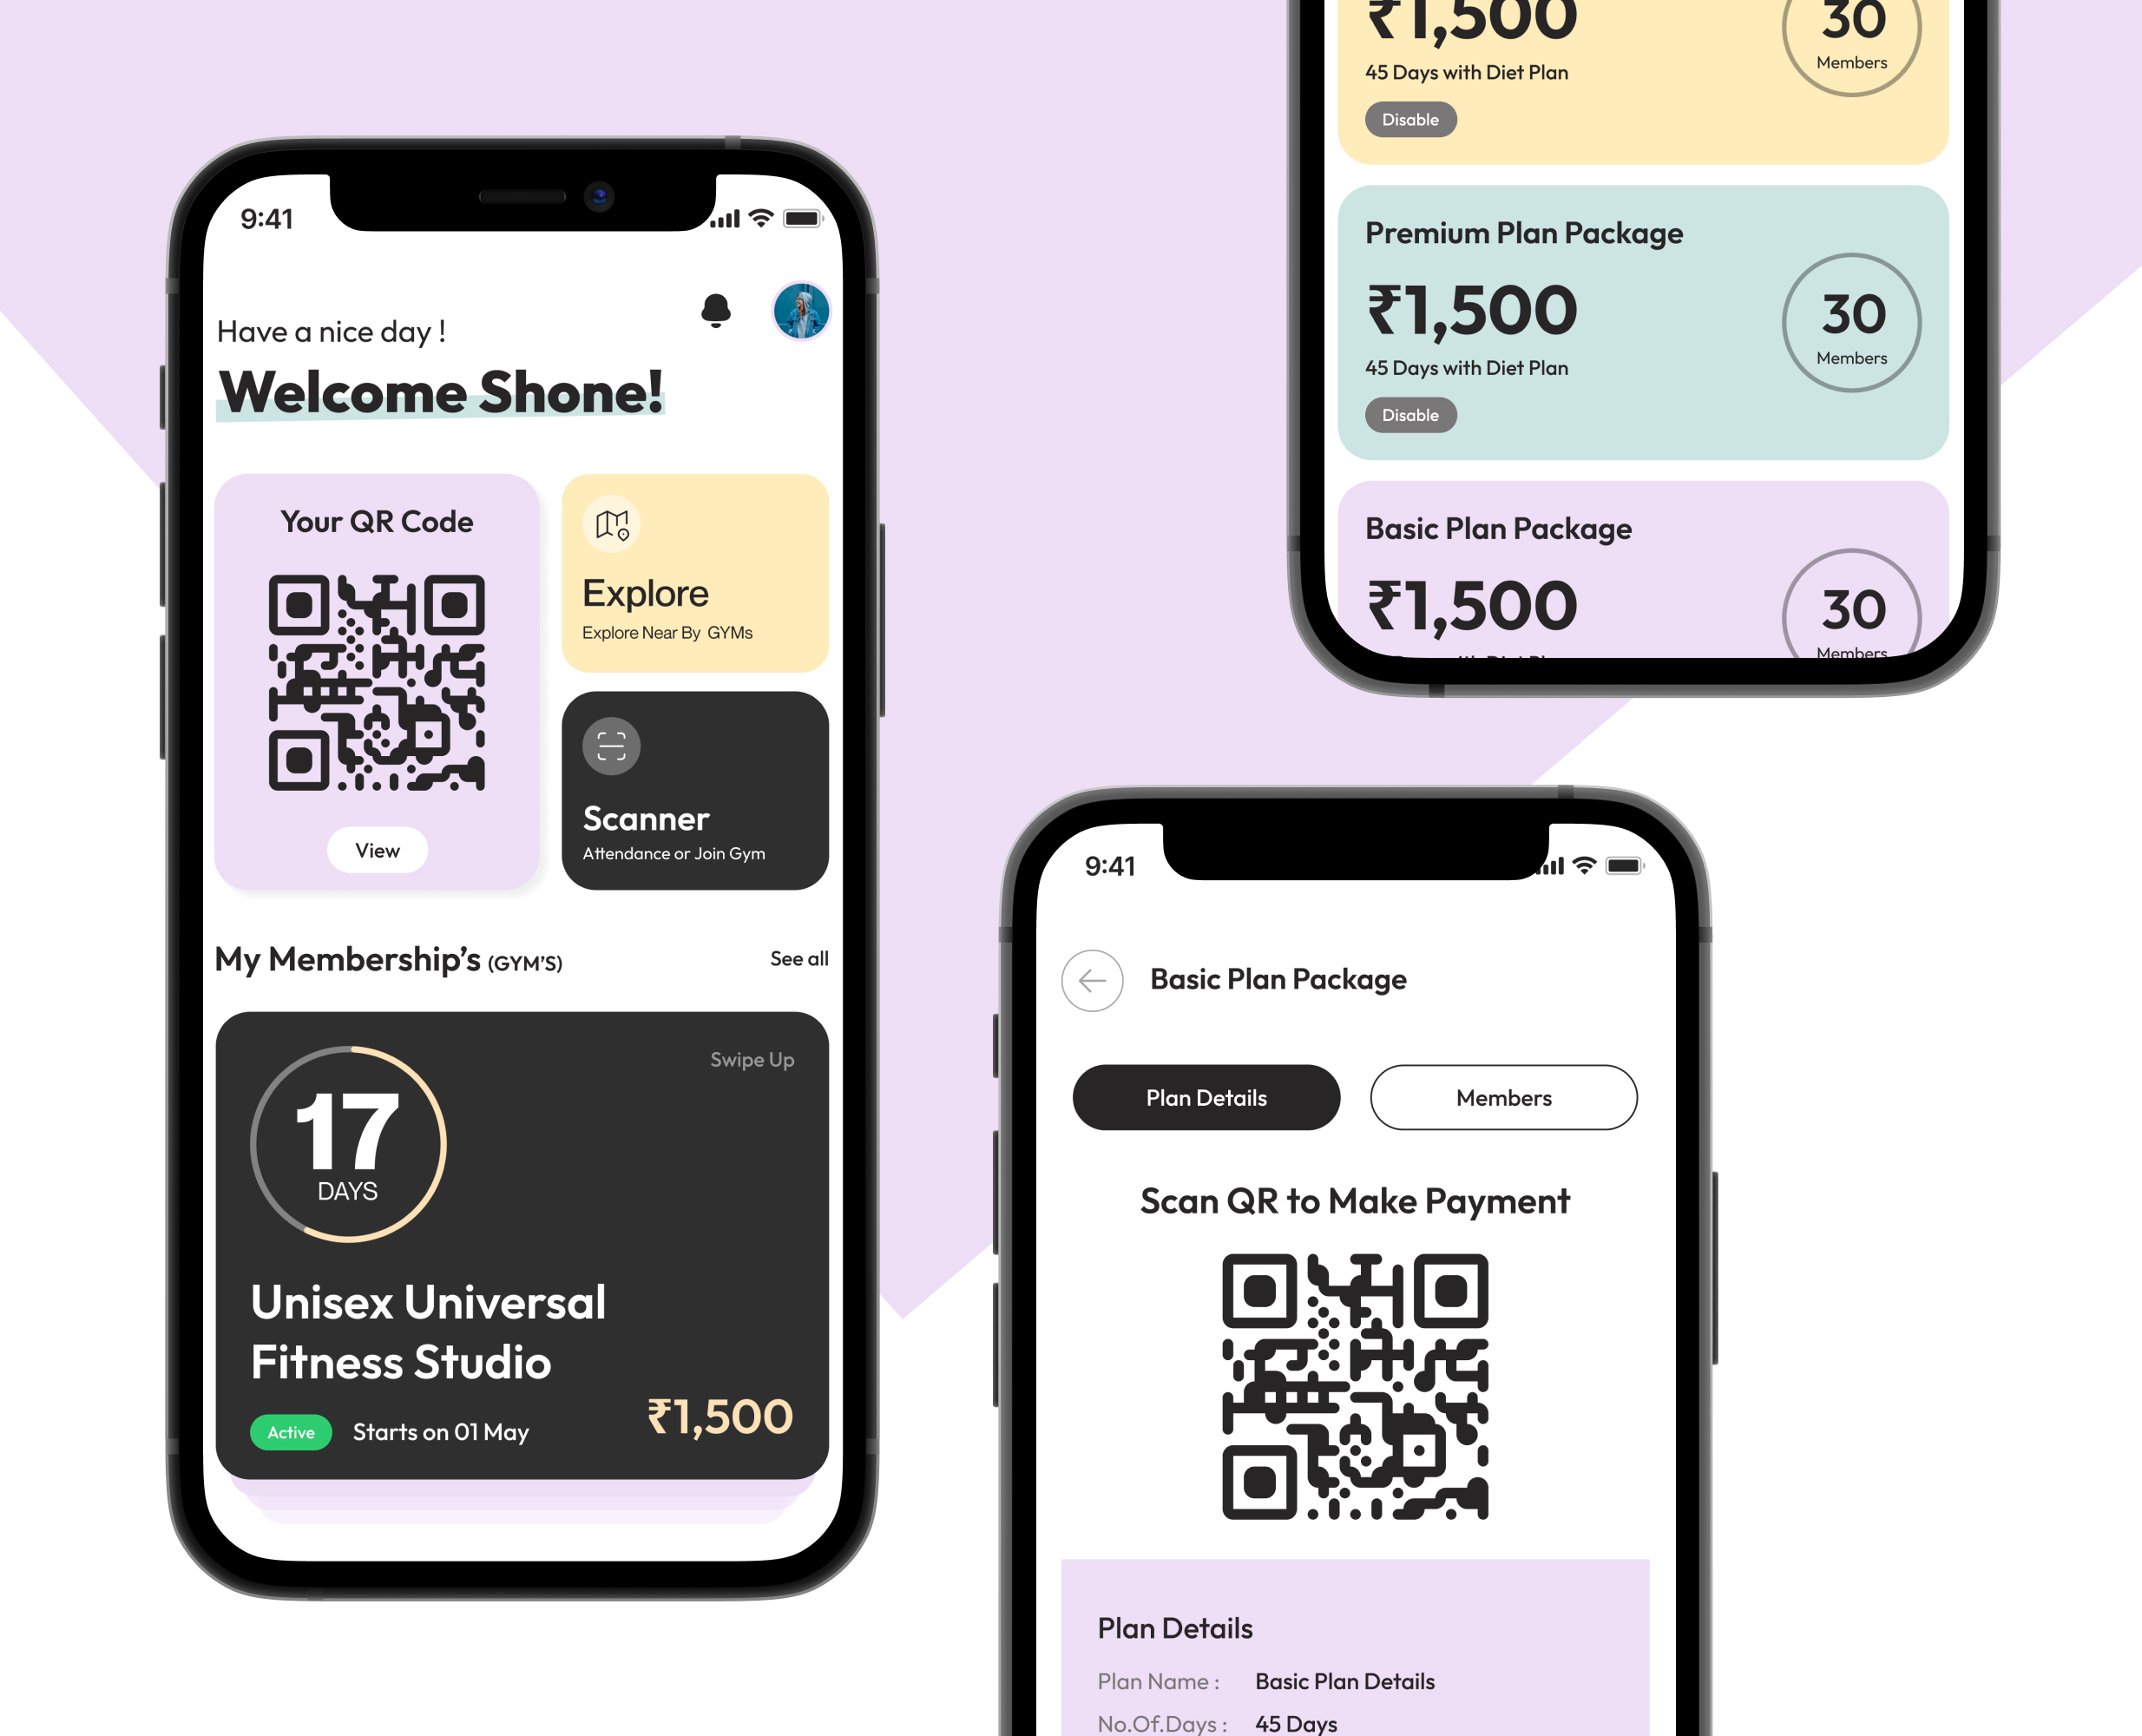 9:41
Have a nice day !
Welcome Shone!
Your QR Code
View
Explore
Explore Near By GYMs
Scanner
Attendance or Join Gym
My Membership's (GYM'S)
See all
17
DAYS
Swipe Up
Unisex Universal
Fitness Studio
Active
Starts on 01 May
₹1,500
₹1,500
30
Members
45 Days with Diet Plan
Disable
Premium Plan Package
₹1,500
30
Members
45 Days with Diet Plan
Disable
Basic Plan Package
₹1,500
30
Members
9:41
Basic Plan Package
Plan Details
Members
Scan QR to Make Payment
Plan Details
Plan Name : Basic Plan Details
No.Of.Days : 45 Days